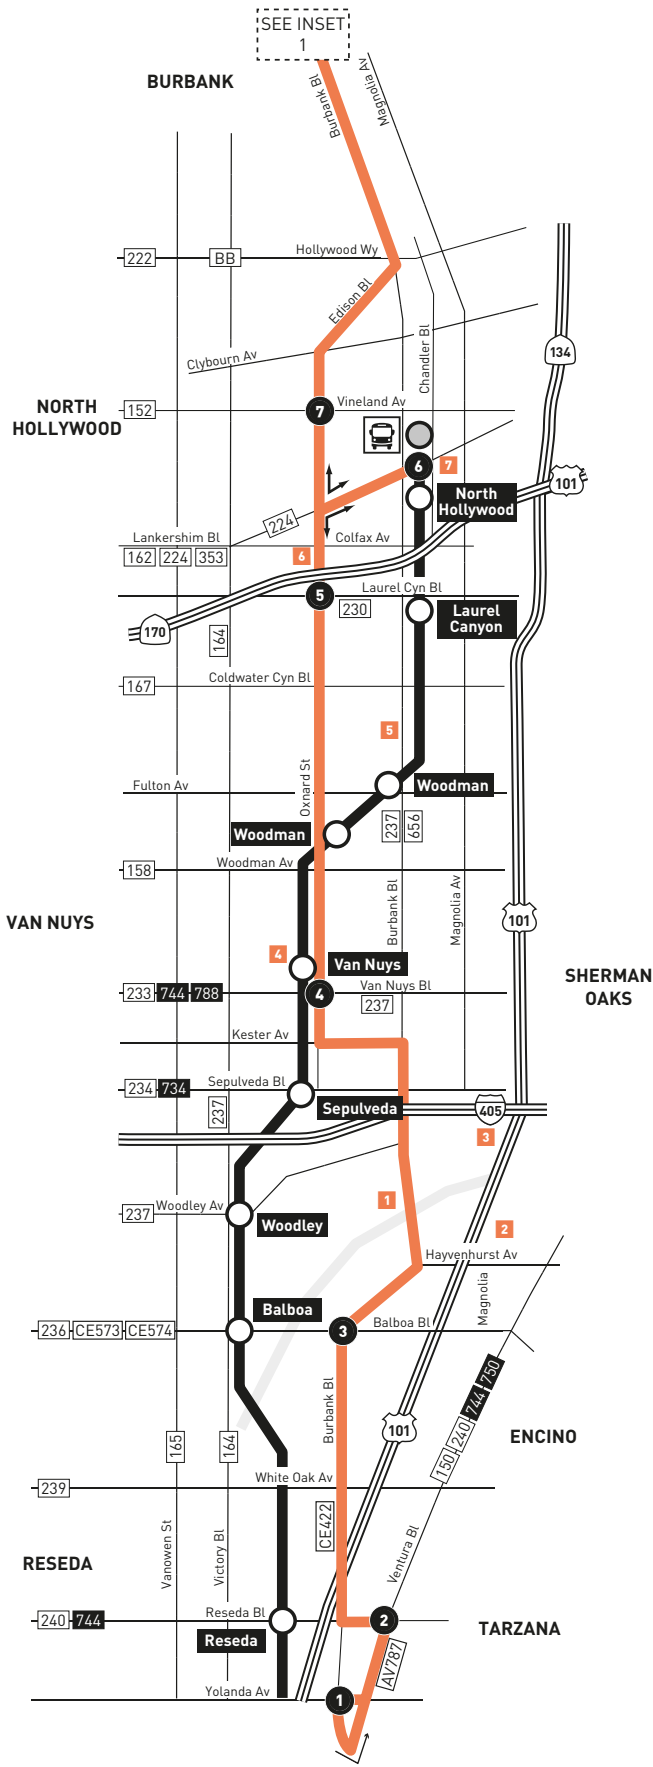 SEE INSET
1
BURBANK
Burbank Bl
Magnolia Av
222
BB
Hollywood Wy
Edison Bl
Clybourn Av
Chandler Bl
134
NORTH
HOLLYWOOD
152
7
Vineland Av
6
7
101
North
Hollywood
224
Lankershim Bl
Colfax Av
162 224 353
6
5
Laurel Cyn Bl
230
Laurel
Canyon
170
164
Coldwater Cyn Bl
167
5
Oxnard St
Fulton Av
Woodman
Woodman
237
656
Woodman Av
158
Burbank Bl
Magnolia Av
VAN NUYS
101
4
Van Nuys
SHERMAN
OAKS
233 744 788
4
Van Nuys Bl
237
Kester Av
234 734
Sepulveda Bl
237
Sepulveda
405
3
1
237
Woodley Av
Woodley
2
Hayvenhurst Av
Magnolia
Balboa
236 CE573 CE574
3
Balboa Bl
Burbank Bl
150 240 744 750
101
ENCINO
165
164
239
White Oak Av
CE422
Vanowen St
Victory Bl
Ventura Bl
RESEDA
240 744
Reseda Bl
2
Reseda
TARZANA
AV787
Yolanda Av
1